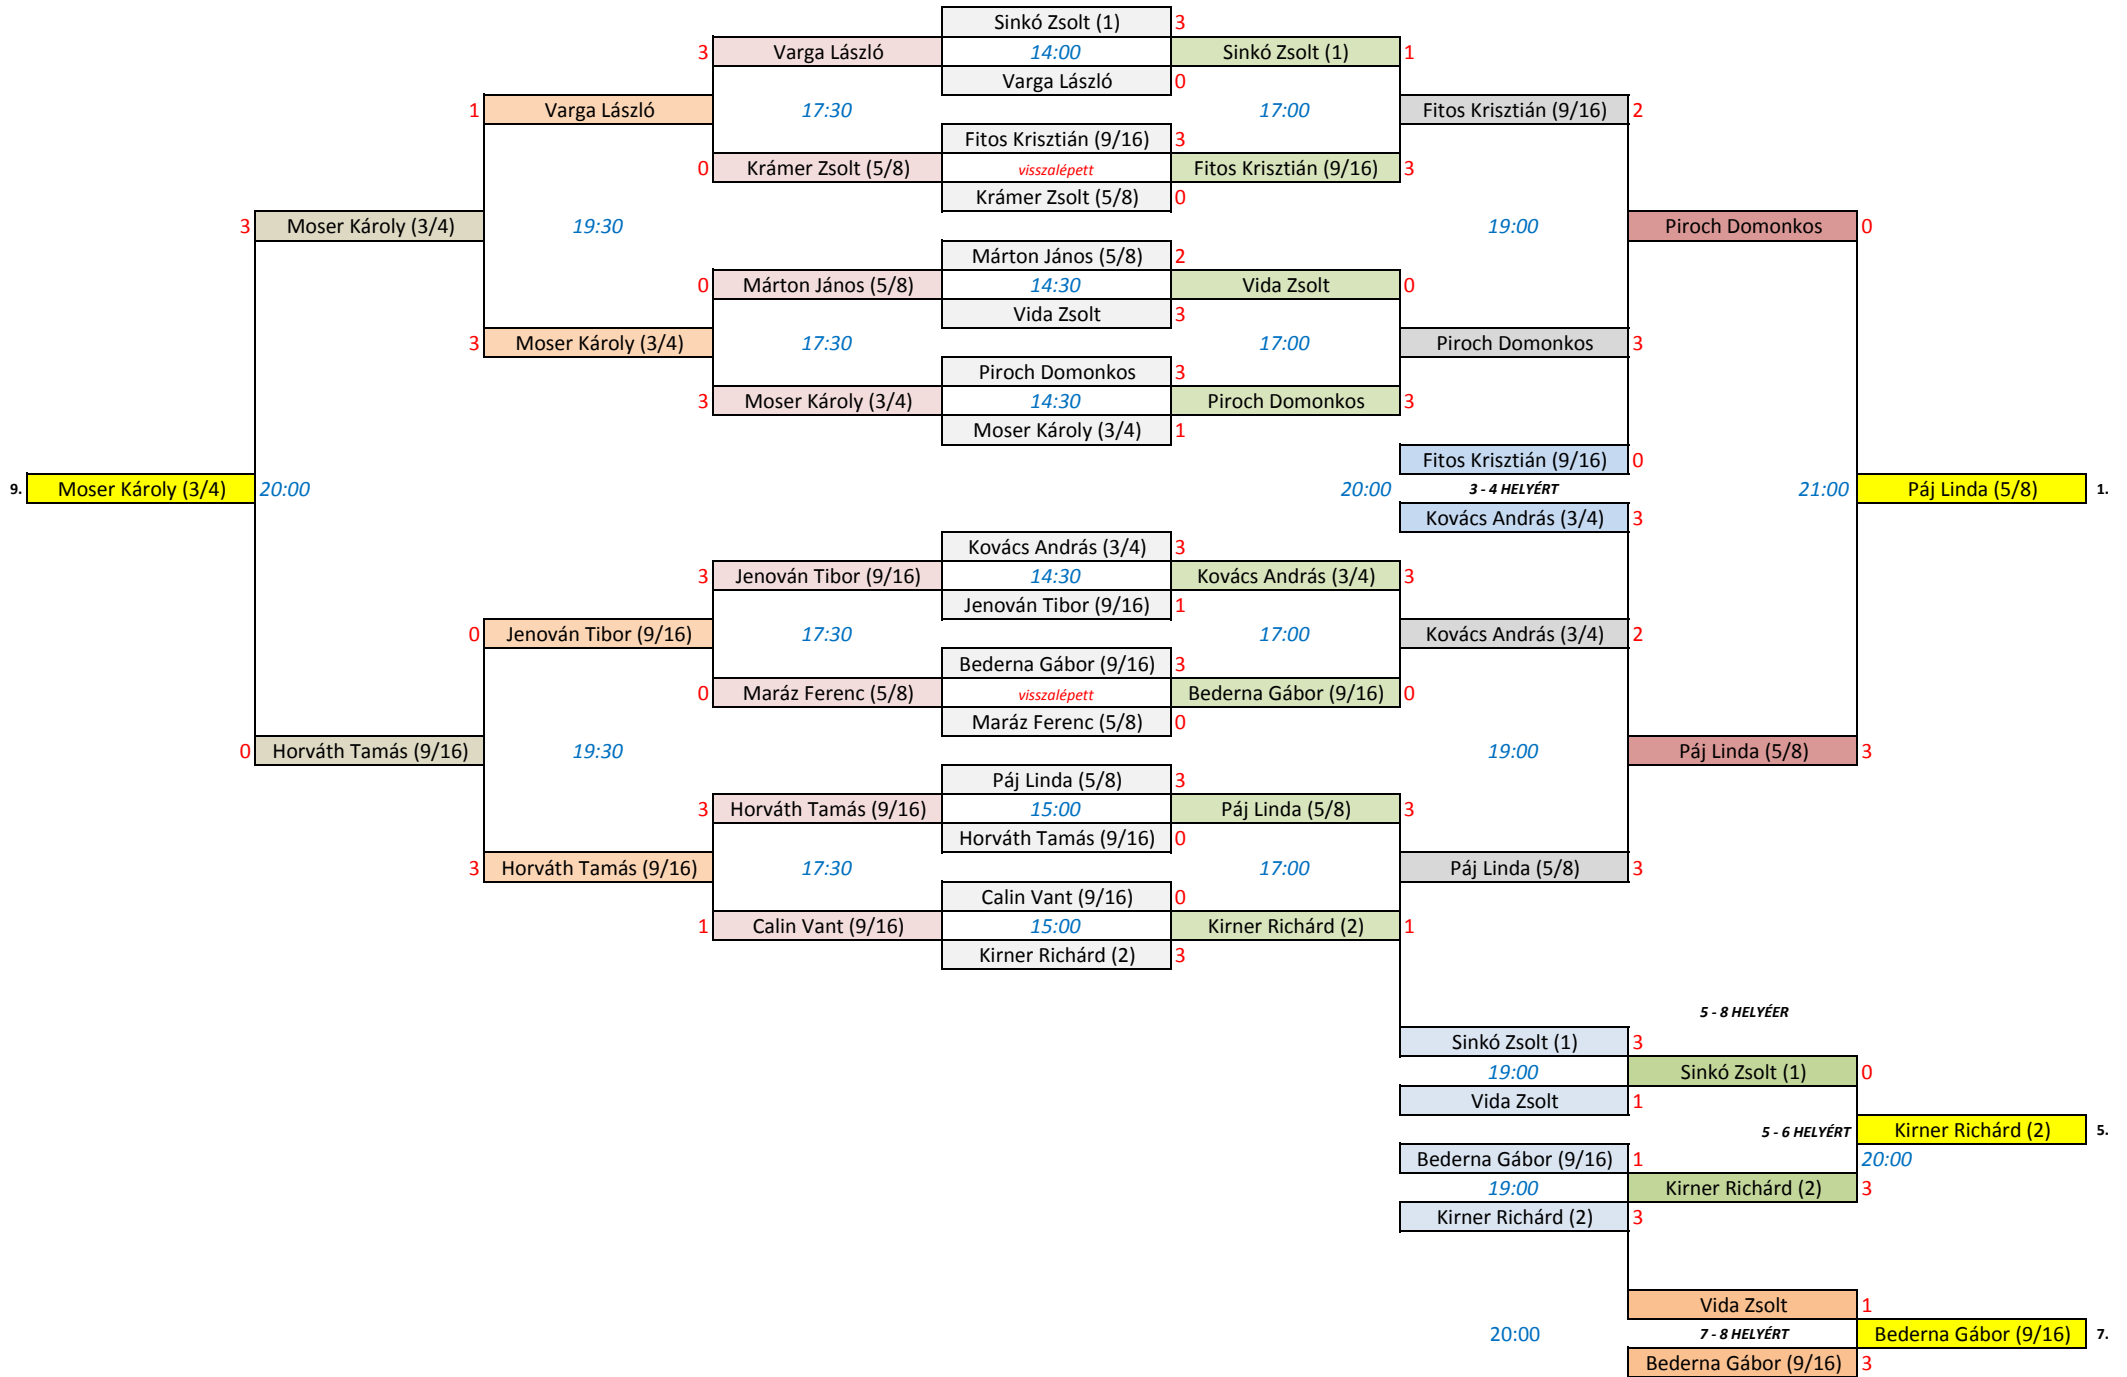 Sinkó Zsolt (1) 3
3 Varga László 14:00 Sinkó Zsolt (1) 1
Varga László 0
1 Varga László 17:30 17:00 Fitos Krisztián (9/16) 2
Fitos Krisztián (9/16) 3
0 Krámer Zsolt (5/8) visszalépett Fitos Krisztián (9/16) 3
Krámer Zsolt (5/8) 0
3 Moser Károly (3/4) 19:30 19:00 Piroch Domonkos 0
Márton János (5/8) 2
0 Márton János (5/8) 14:30 Vida Zsolt 0
Vida Zsolt 3
3 Moser Károly (3/4) 17:30 17:00 Piroch Domonkos 3
Piroch Domonkos 3
3 Moser Károly (3/4) 14:30 Piroch Domonkos 3
Moser Károly (3/4) 1
Fitos Krisztián (9/16) 0
9. Moser Károly (3/4) 20:00 20:00 3 - 4 HELYÉRT 21:00 Páj Linda (5/8) 1.
Kovács András (3/4) 3
Kovács András (3/4) 3
3 Jenován Tibor (9/16) 14:30 Kovács András (3/4) 3
Jenován Tibor (9/16) 1
0 Jenován Tibor (9/16) 17:30 17:00 Kovács András (3/4) 2
Bederna Gábor (9/16) 3
0 Maráz Ferenc (5/8) visszalépett Bederna Gábor (9/16) 0
Maráz Ferenc (5/8) 0
0 Horváth Tamás (9/16) 19:30 19:00 Páj Linda (5/8) 3
Páj Linda (5/8) 3
3 Horváth Tamás (9/16) 15:00 Páj Linda (5/8) 3
Horváth Tamás (9/16) 0
3 Horváth Tamás (9/16) 17:30 17:00 Páj Linda (5/8) 3
Calin Vant (9/16) 0
1 Calin Vant (9/16) 15:00 Kirner Richárd (2) 1
Kirner Richárd (2) 3
5 - 8 HELYÉER
Sinkó Zsolt (1) 3
19:00 Sinkó Zsolt (1) 0
Vida Zsolt 1
5 - 6 HELYÉRT Kirner Richárd (2) 5.
Bederna Gábor (9/16) 1 20:00
19:00 Kirner Richárd (2) 3
Kirner Richárd (2) 3
Vida Zsolt 1
20:00 7 - 8 HELYÉRT Bederna Gábor (9/16) 7.
Bederna Gábor (9/16) 3